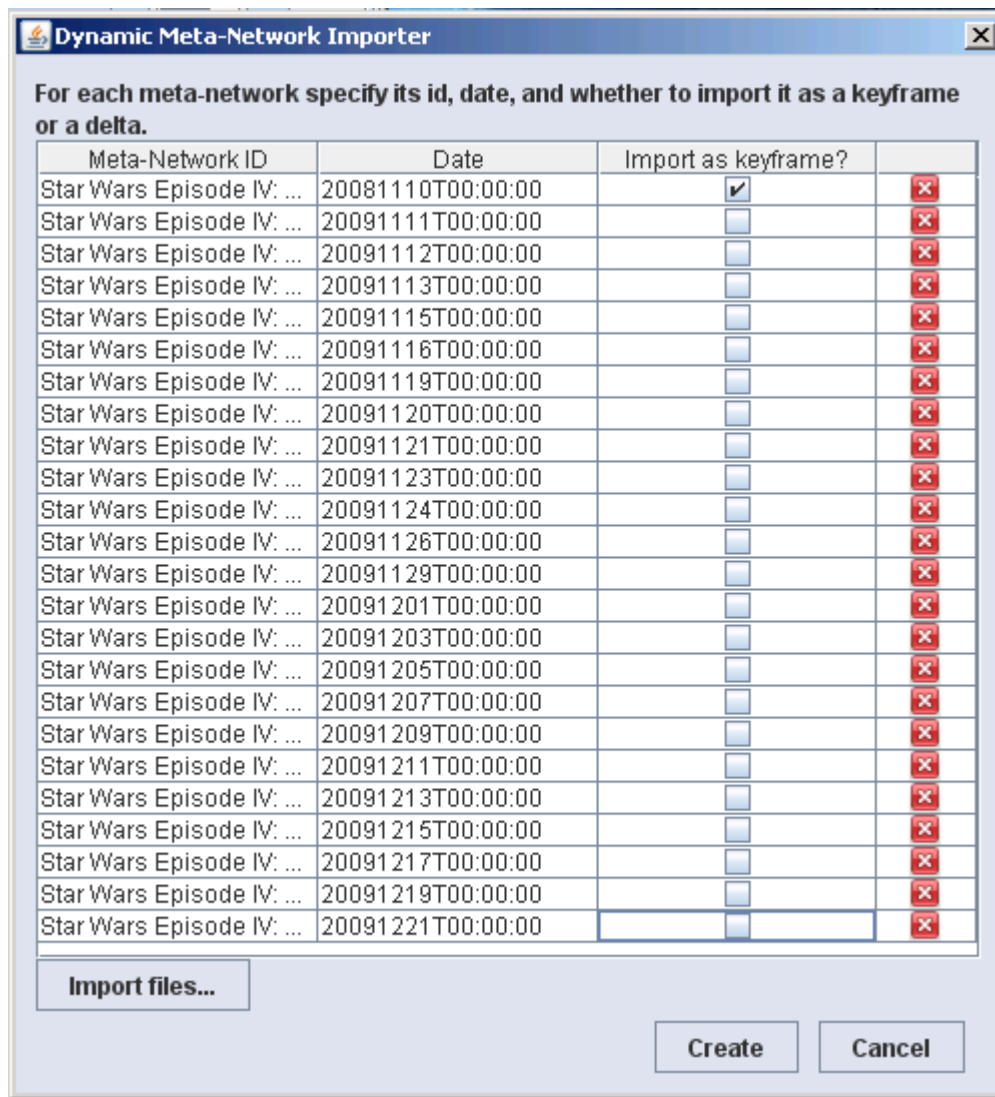 Dynamic Meta-Network Importer
For each meta-network specify its id, date, and whether to import it as a keyframe
or a delta.
Meta-Network ID Date Import as keyframe?
Star Wars Episode IV: ... 20081110T00:00:00
Star Wars Episode IV: ... 20091111T00:00:00
Star Wars Episode IV: ... 20091112T00:00:00
Star Wars Episode IV: ... 20091113T00:00:00
Star Wars Episode IV: ... 20091115T00:00:00
Star Wars Episode IV: ... 20091116T00:00:00
Star Wars Episode IV: ... 20091119T00:00:00
Star Wars Episode IV: ... 20091120T00:00:00
Star Wars Episode IV: ... 20091121T00:00:00
Star Wars Episode IV: ... 20091123T00:00:00
Star Wars Episode IV: ... 20091124T00:00:00
Star Wars Episode IV: ... 20091126T00:00:00
Star Wars Episode IV: ... 20091129T00:00:00
Star Wars Episode IV: ... 20091201T00:00:00
Star Wars Episode IV: ... 20091203T00:00:00
Star Wars Episode IV: ... 20091205T00:00:00
Star Wars Episode IV: ... 20091207T00:00:00
Star Wars Episode IV: ... 20091209T00:00:00
Star Wars Episode IV: ... 20091211T00:00:00
Star Wars Episode IV: ... 20091213T00:00:00
Star Wars Episode IV: ... 20091215T00:00:00
Star Wars Episode IV: ... 20091217T00:00:00
Star Wars Episode IV: ... 20091219T00:00:00
Star Wars Episode IV: ... 20091221T00:00:00
Import files...
Create Cancel